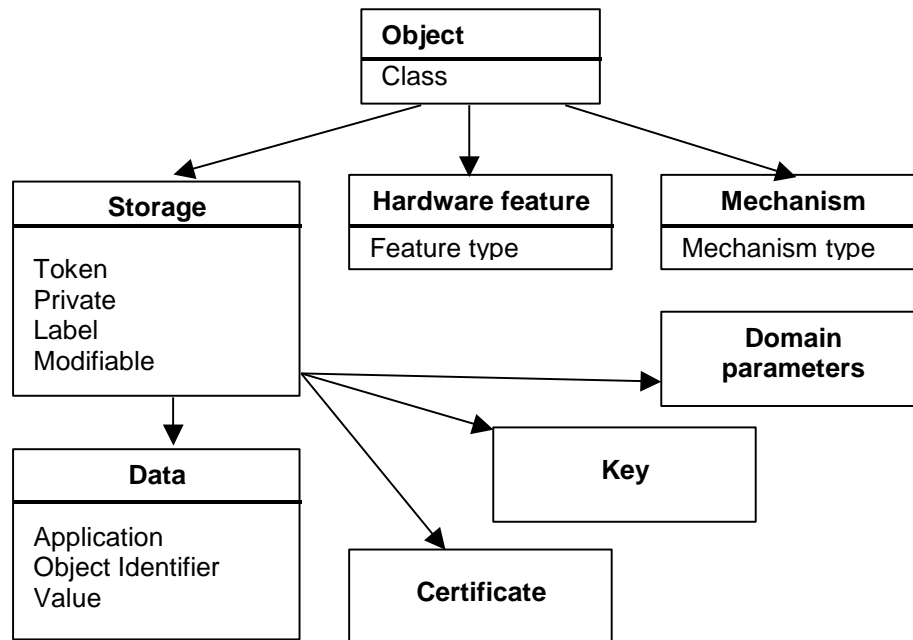 Object
Class
Storage
Token
Private
Label
Modifiable
Hardware feature
Feature type
Mechanism
Mechanism type
Domain
parameters
Key
Data
Application
Object Identifier
Value
Certificate